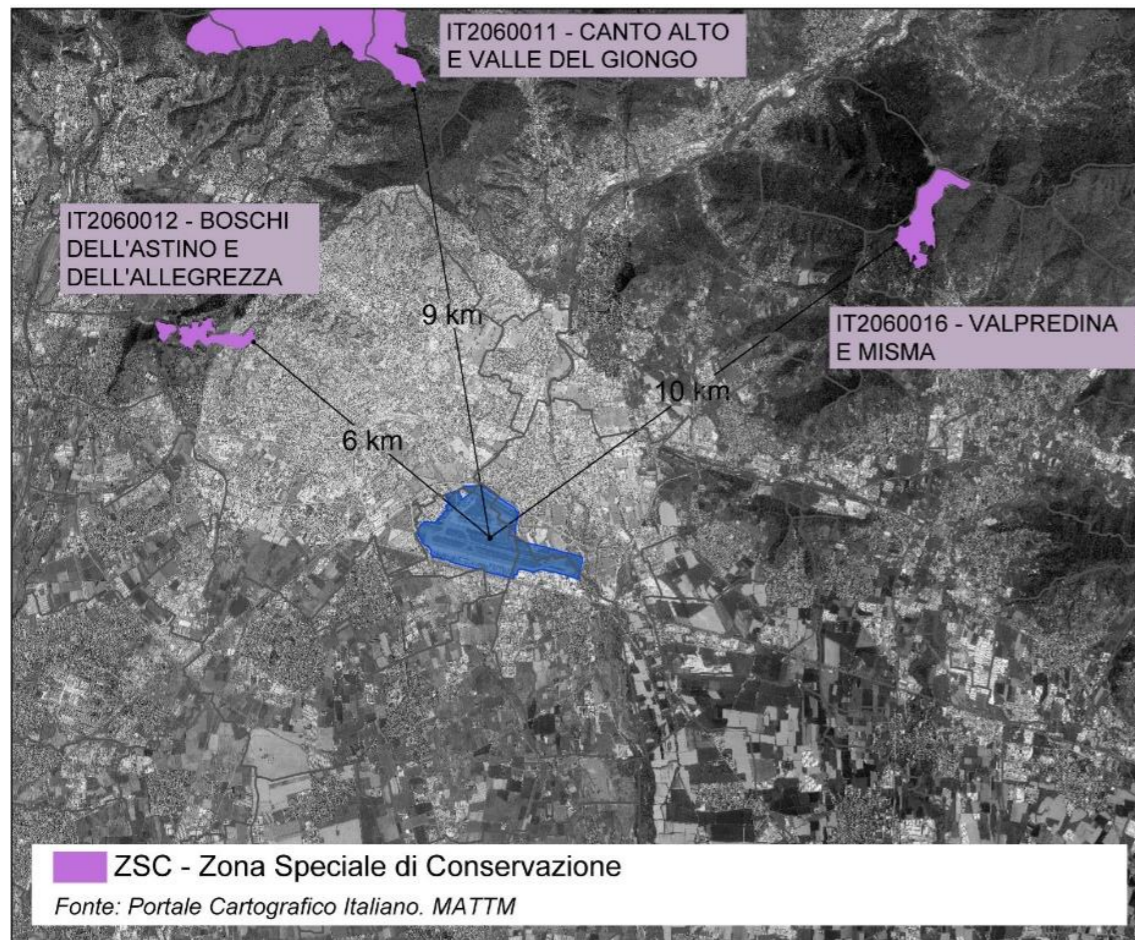 IT2060011 - CANTO ALTO
E VALLE DEL GIONGO
IT2060012 - BOSCHI
DELL'ASTINO E
DELL'ALLEGREZZA
9 km
IT2060016 - VALPREDINA
E MISMA
10 km
6 km
ZSC - Zona Speciale di Conservazione
Fonte: Portale Cartografico Italiano. MATTM